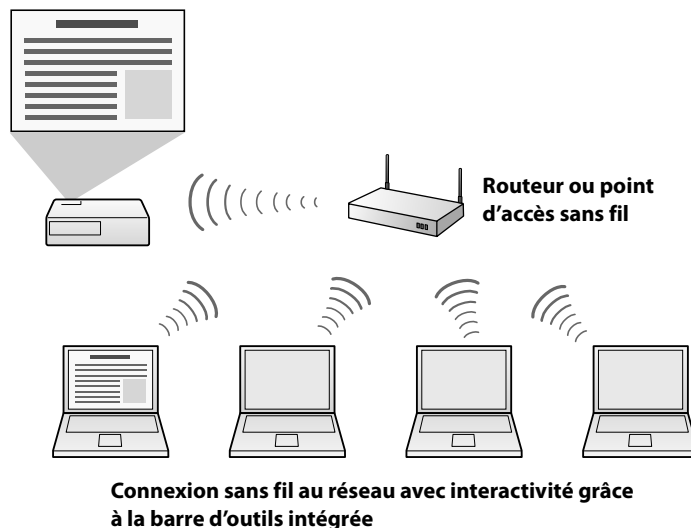 Routeur ou point
d’accès sans fil
Connexion sans fil au réseau avec interactivité grâce
à la barre d’outils intégrée